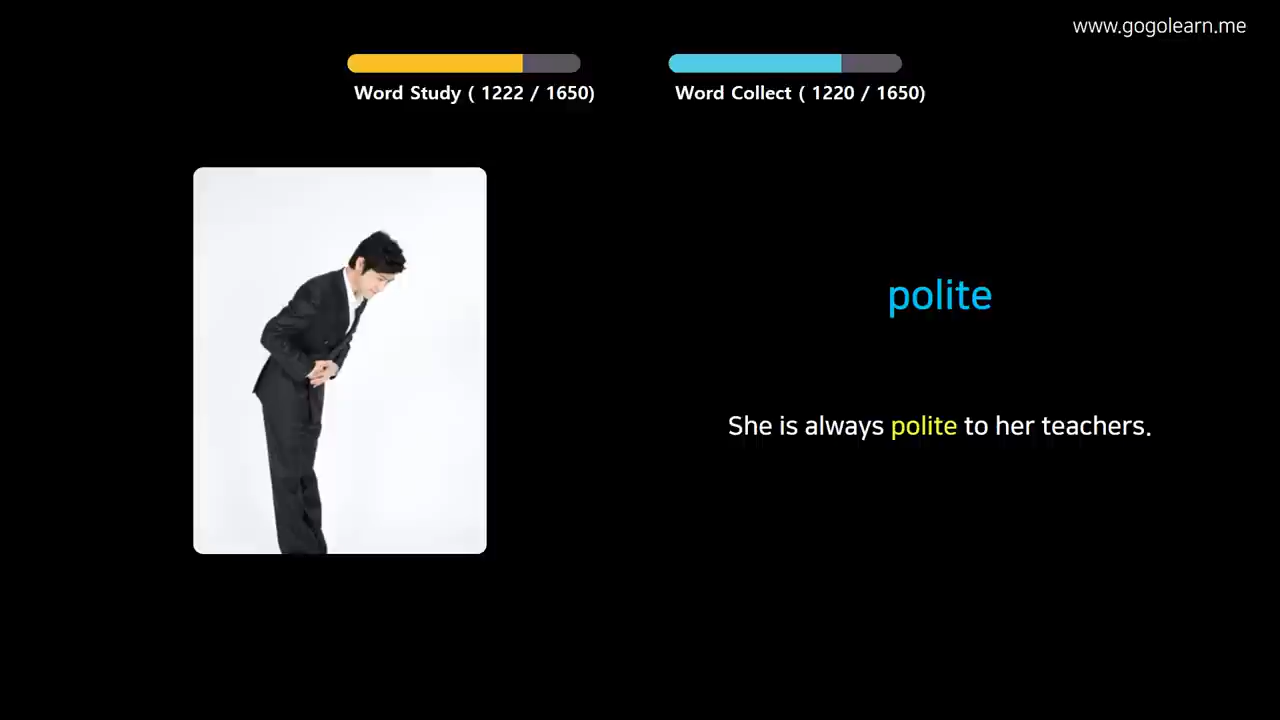 www.gogolearn.me
Word Study ( 1222 / 1650)
Word Collect ( 1220 / 1650)
polite
She is always polite to her teachers.